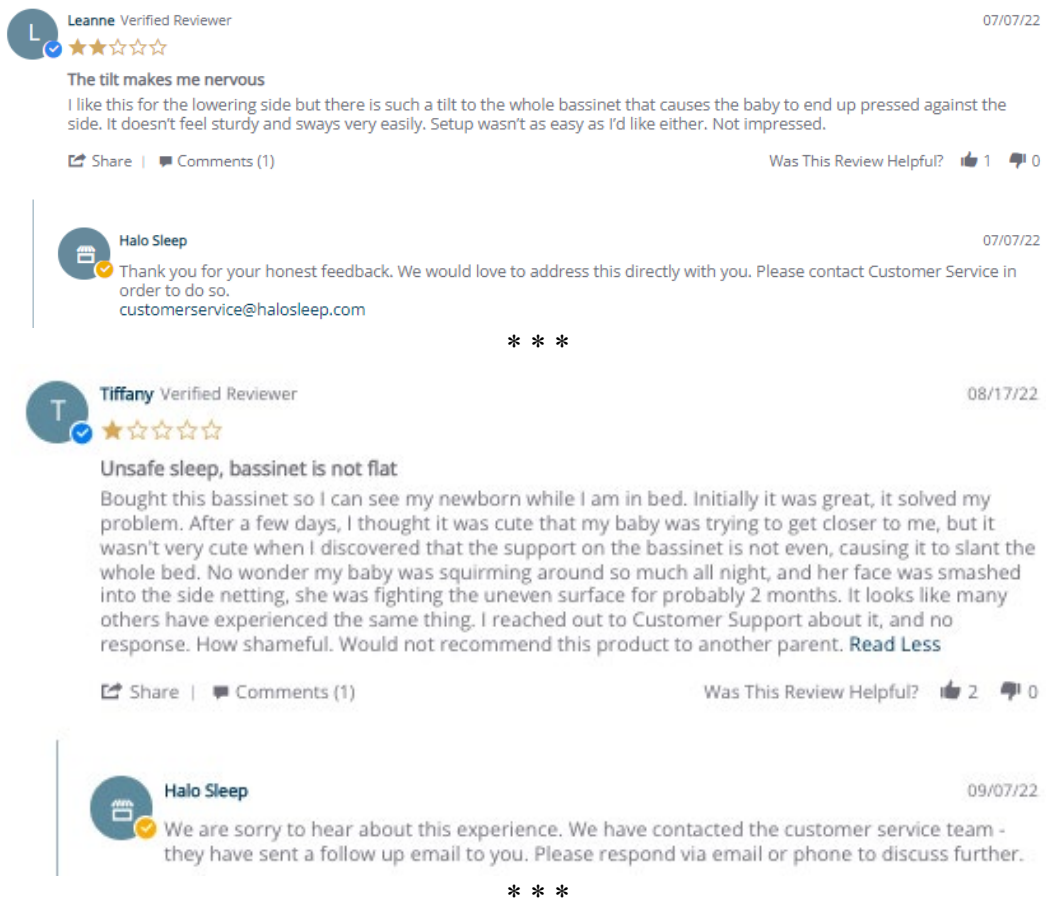 L
Leanne Verified Reviewer 07/07/22
The tilt makes me nervous
I like this for the lowering side but there is such a tilt to the whole bassinet that causes the baby to end up pressed against the
side. It doesn't feel sturdy and sways very easily. Setup wasn't as easy as I'd like either. Not impressed.
Share | Comments (1) Was This Review Helpful? 1 0
Halo Sleep 07/07/22
Thank you for your honest feedback. We would love to address this directly with you. Please contact Customer Service in
order to do so.
customerservice@halosleep.com
* * *
T
Tiffany Verified Reviewer 08/17/22
Unsafe sleep, bassinet is not flat
Bought this bassinet so I can see my newborn while I am in bed. Initially it was great, it solved my
problem. After a few days, I thought it was cute that my baby was trying to get closer to me, but it
wasn't very cute when I discovered that the support on the bassinet is not even, causing it to slant the
whole bed. No wonder my baby was squirming around so much all night, and her face was smashed
into the side netting, she was fighting the uneven surface for probably 2 months. It looks like many
others have experienced the same thing. I reached out to Customer Support about it, and no
response. How shameful. Would not recommend this product to another parent. Read Less
Share | Comments (1) Was This Review Helpful? 2 0
Halo Sleep 09/07/22
We are sorry to hear about this experience. We have contacted the customer service team -
they have sent a follow up email to you. Please respond via email or phone to discuss further.
* * *